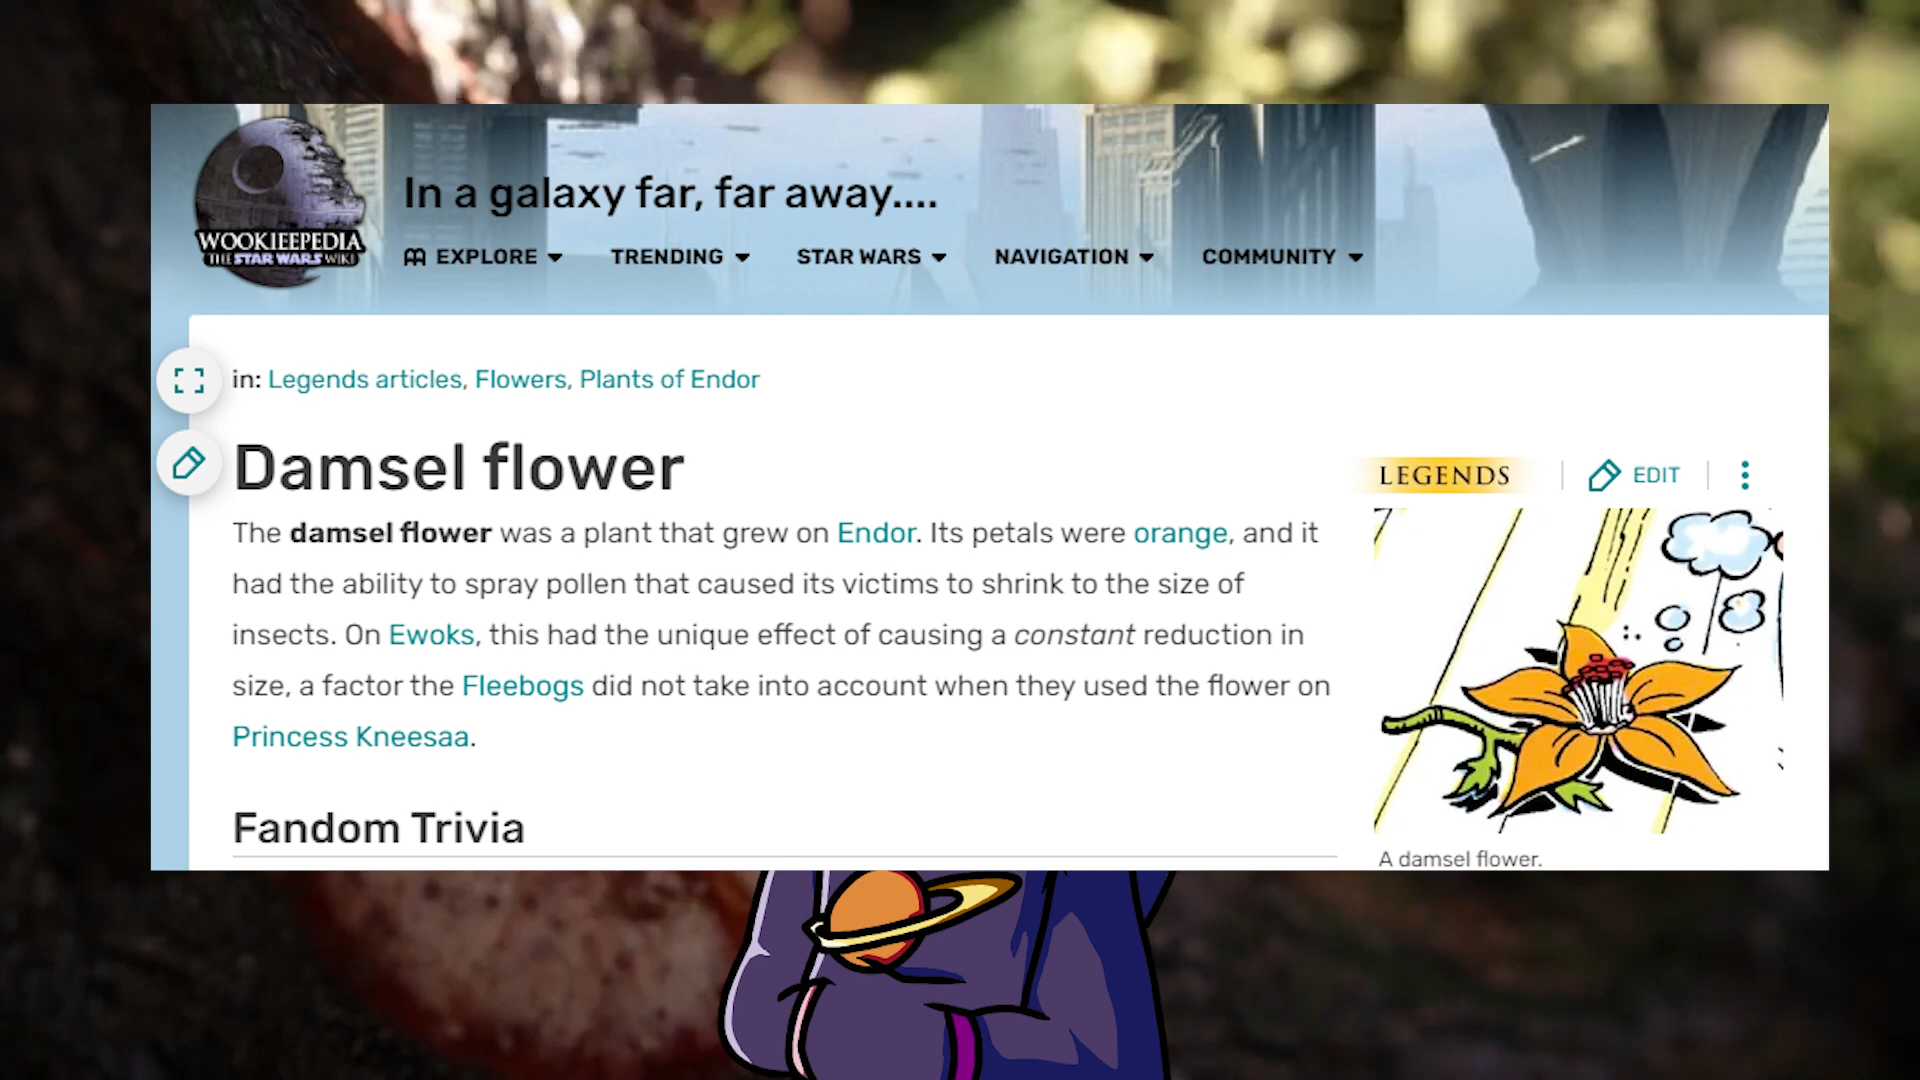 WOOKIEEPEDIA
THE STAR WARS WIKI
In a galaxy far, far away....
EXPLORE
TRENDING
STAR WARS
NAVIGATION
COMMUNITY
in: Legends articles, Flowers, Plants of Endor
Damsel flower
LEGENDS
EDIT
The damsel flower was a plant that grew on Endor. Its petals were orange, and it
had the ability to spray pollen that caused its victims to shrink to the size of
insects. On Ewoks, this had the unique effect of causing a constant reduction in
size, a factor the Fleebogs did not take into account when they used the flower on
Princess Kneesaa.
A damsel flower.
Fandom Trivia